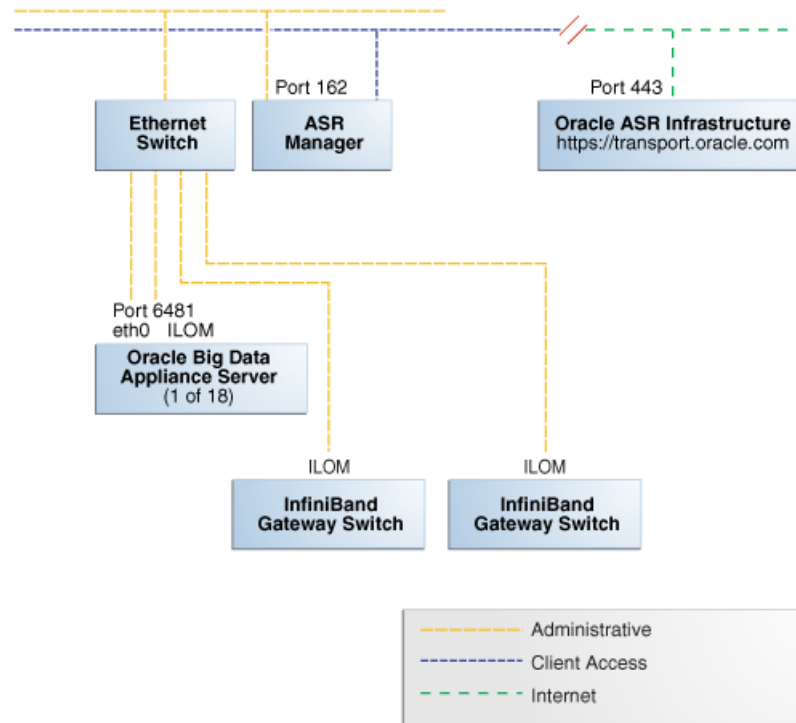 Port 162
Port 443
Ethernet
Switch
ASR
Manager
Oracle ASR Infrastructure
https://transport.oracle.com
Port 6481
eth0 ILOM
Oracle Big Data
Appliance Server
(1 of 18)
ILOM
InfiniBand
Gateway Switch
ILOM
InfiniBand
Gateway Switch
Administrative
Client Access
Internet